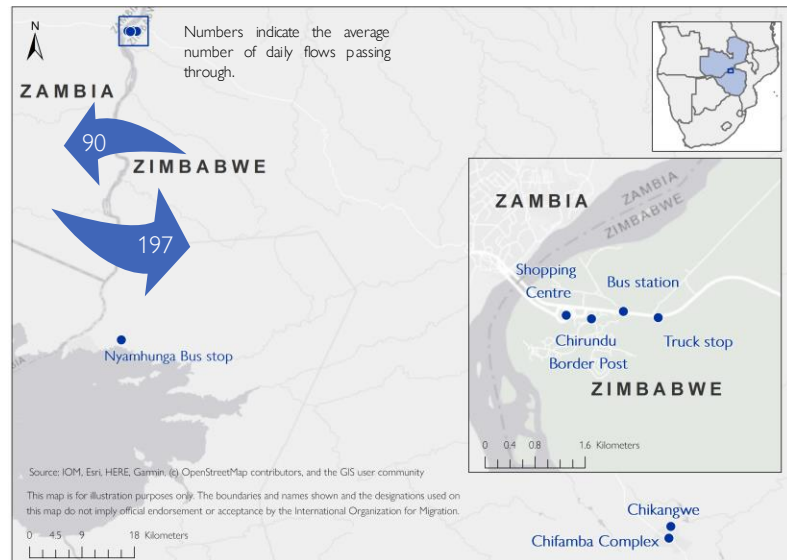 N
Numbers indicate the average
number of daily flows passing
through.
ZAMBIA
90
ZIMBABWE
197
Nyamhunga Bus stop
ZAMBIA
ZAMBIA
ZIMBABWE
Shopping
Centre
Bus station
Chirundu
Border Post
Truck stop
ZIMBABWE
0 0.4 0.8 1.6 Kilometers
Source: IOM, Esri, HERE, Garmin, (c) OpenStreetMap contributors, and the GIS user community
This map is for illustration purposes only. The boundaries and names shown and the designations used on
this map do not imply official endorsement or acceptance by the International Organization for Migration.
0 4.5 9 18 Kilometers
Chikangwe
Chifamba Complex